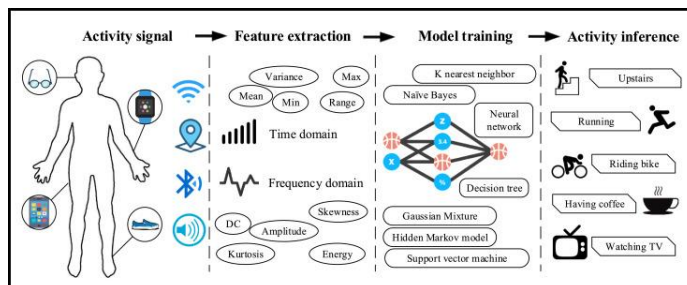 Activity signal
Feature extraction
Model training
Activity inference
Variance
Max
Mean
Min
Range
Time domain
Frequency domain
Skewness
DC
Amplitude
Kurtosis
Energy
K nearest neighbor
Naïve Bayes
Neural
network
Z
X
%
Decision tree
Gaussian Mixture
Hidden Markov model
Support vector machine
Upstairs
Running
Riding bike
Having coffee
Watching TV